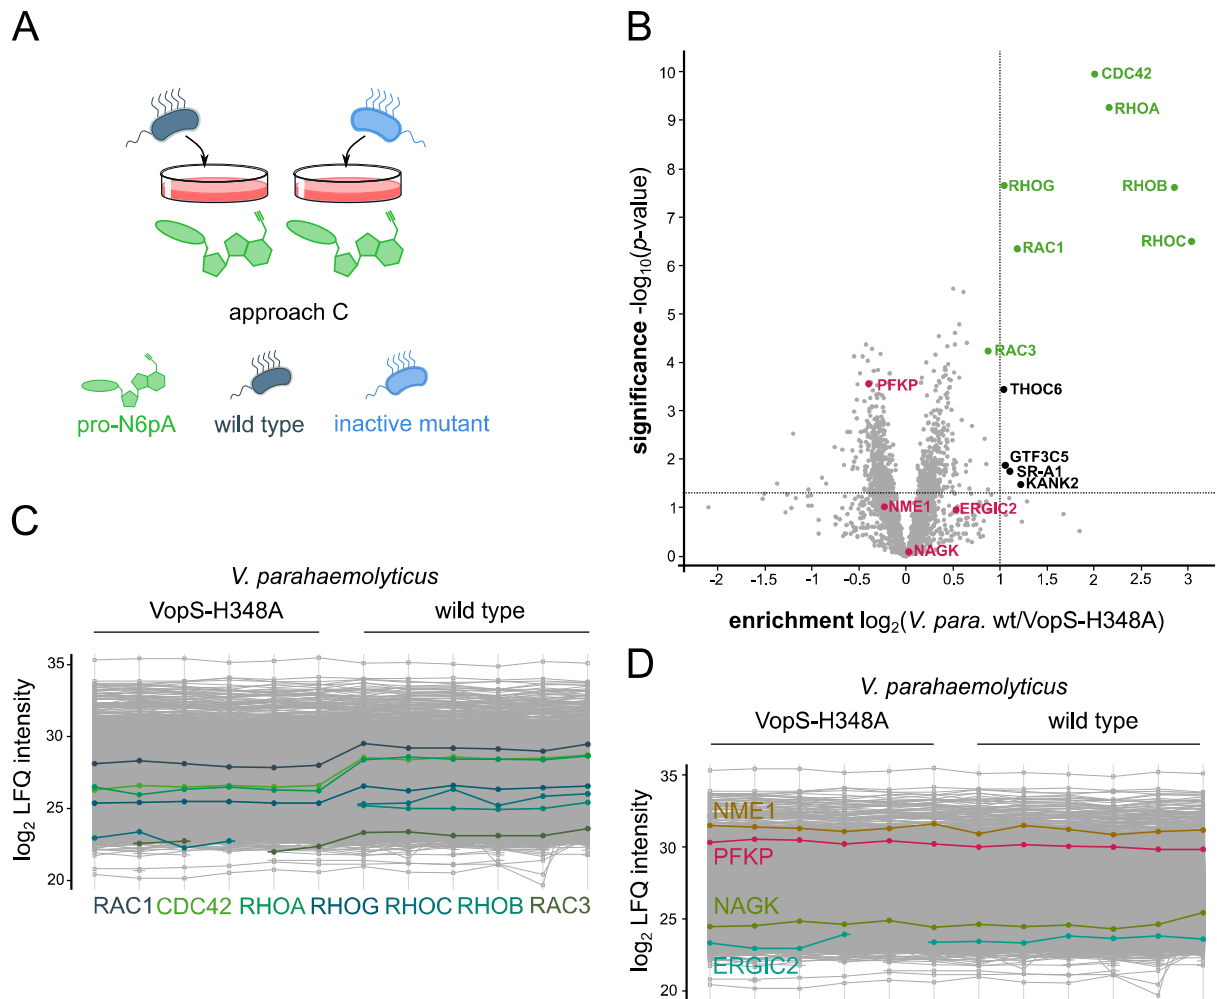 A
approach C
pro-N6pA
wild type
inactive mutant
B
significance -log10(p-value)
10
9
8
7
6
5
4
3
2
1
0
CDC42
RHOA
RHOG
RHOB
RHOC
RAC1
RAC3
PFKP
THOC6
GTF3C5
SR-A1
KANK2
NME1
ERGIC2
NAGK
-2
-1.5
-1
-0.5
0
0.5
1
1.5
2
2.5
3
enrichment log2(V. para. wt/VopS-H348A)
C
V. parahaemolyticus
VopS-H348A
wild type
log2 LFQ intensity
35
30
25
20
RAC1 CDC42 RHOA RHOG RHOC RHOB RAC3
D
V. parahaemolyticus
VopS-H348A
wild type
log2 LFQ intensity
35
30
25
20
NME1
PFKP
NAGK
ERGIC2